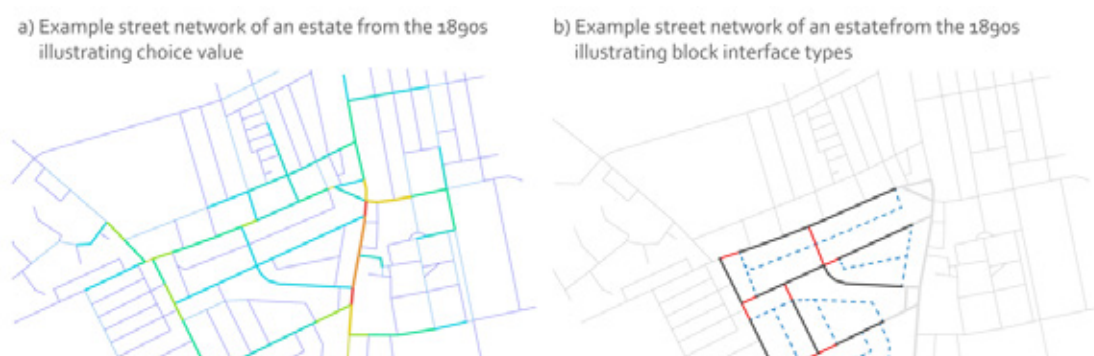 a) Example street network of an estate from the 1890s
illustrating choice value
b) Example street network of an estatefrom the 1890s
illustrating block interface types